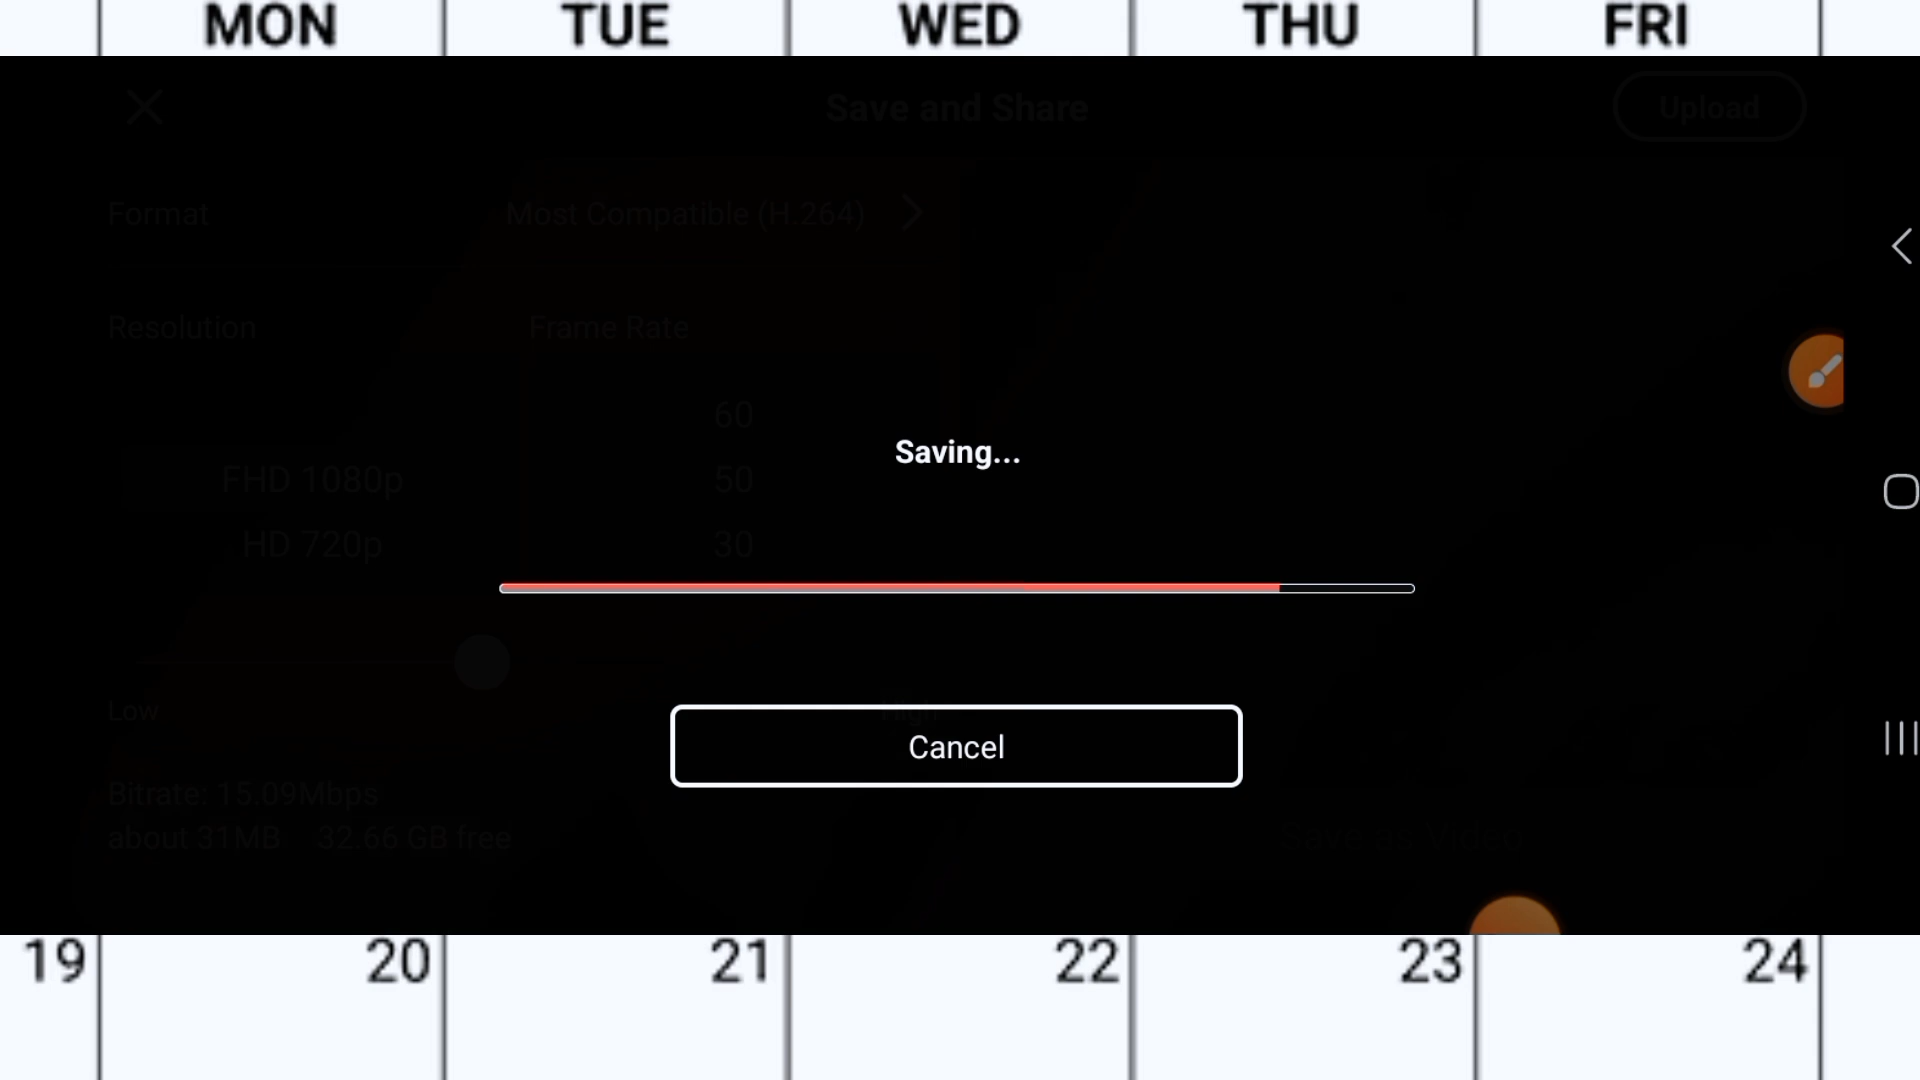 MON TUE WED THU FRI
Save and Share Upload
Format Most Compatible (H.264)
Resolution Frame Rate
60
Saving...
FHD 1080p 50
HD 720p 30
Low High
Cancel
Bitrate: 15.09Mbps
about 31MB 32.66 GB free Save as Video
19 20 21 22 23 24